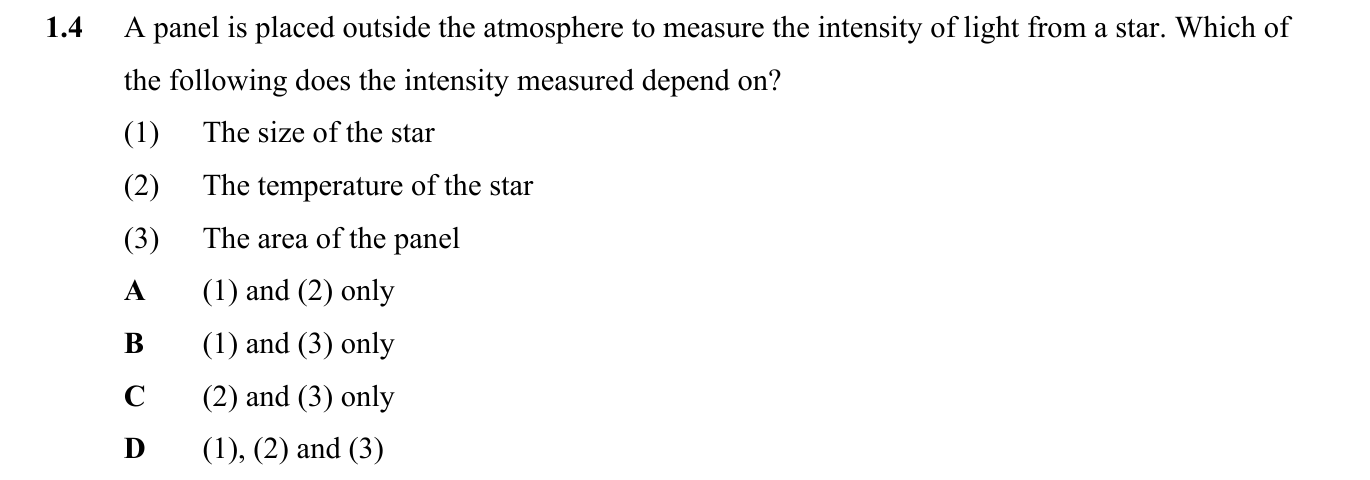 1.4 A panel is placed outside the atmosphere to measure the intensity of light from a star. Which of
the following does the intensity measured depend on?
(1) The size of the star
(2) The temperature of the star
(3) The area of the panel
A (1) and (2) only
B (1) and (3) only
C (2) and (3) only
D (1), (2) and (3)